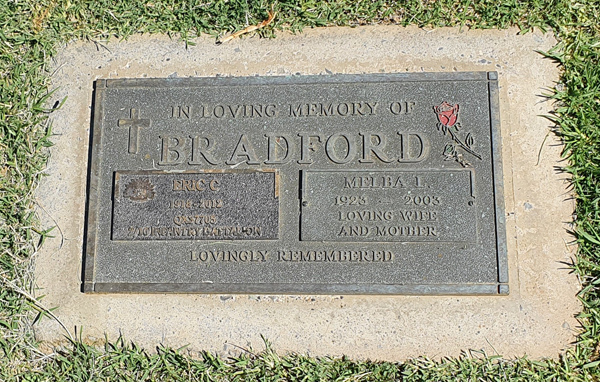 IN LOVING MEMORY OF
BRADFORD
ERIC C.
MELBA L.
1923 – 2003
LOVING WIFE
AND MOTHER
LOVINGLY REMEMBERED